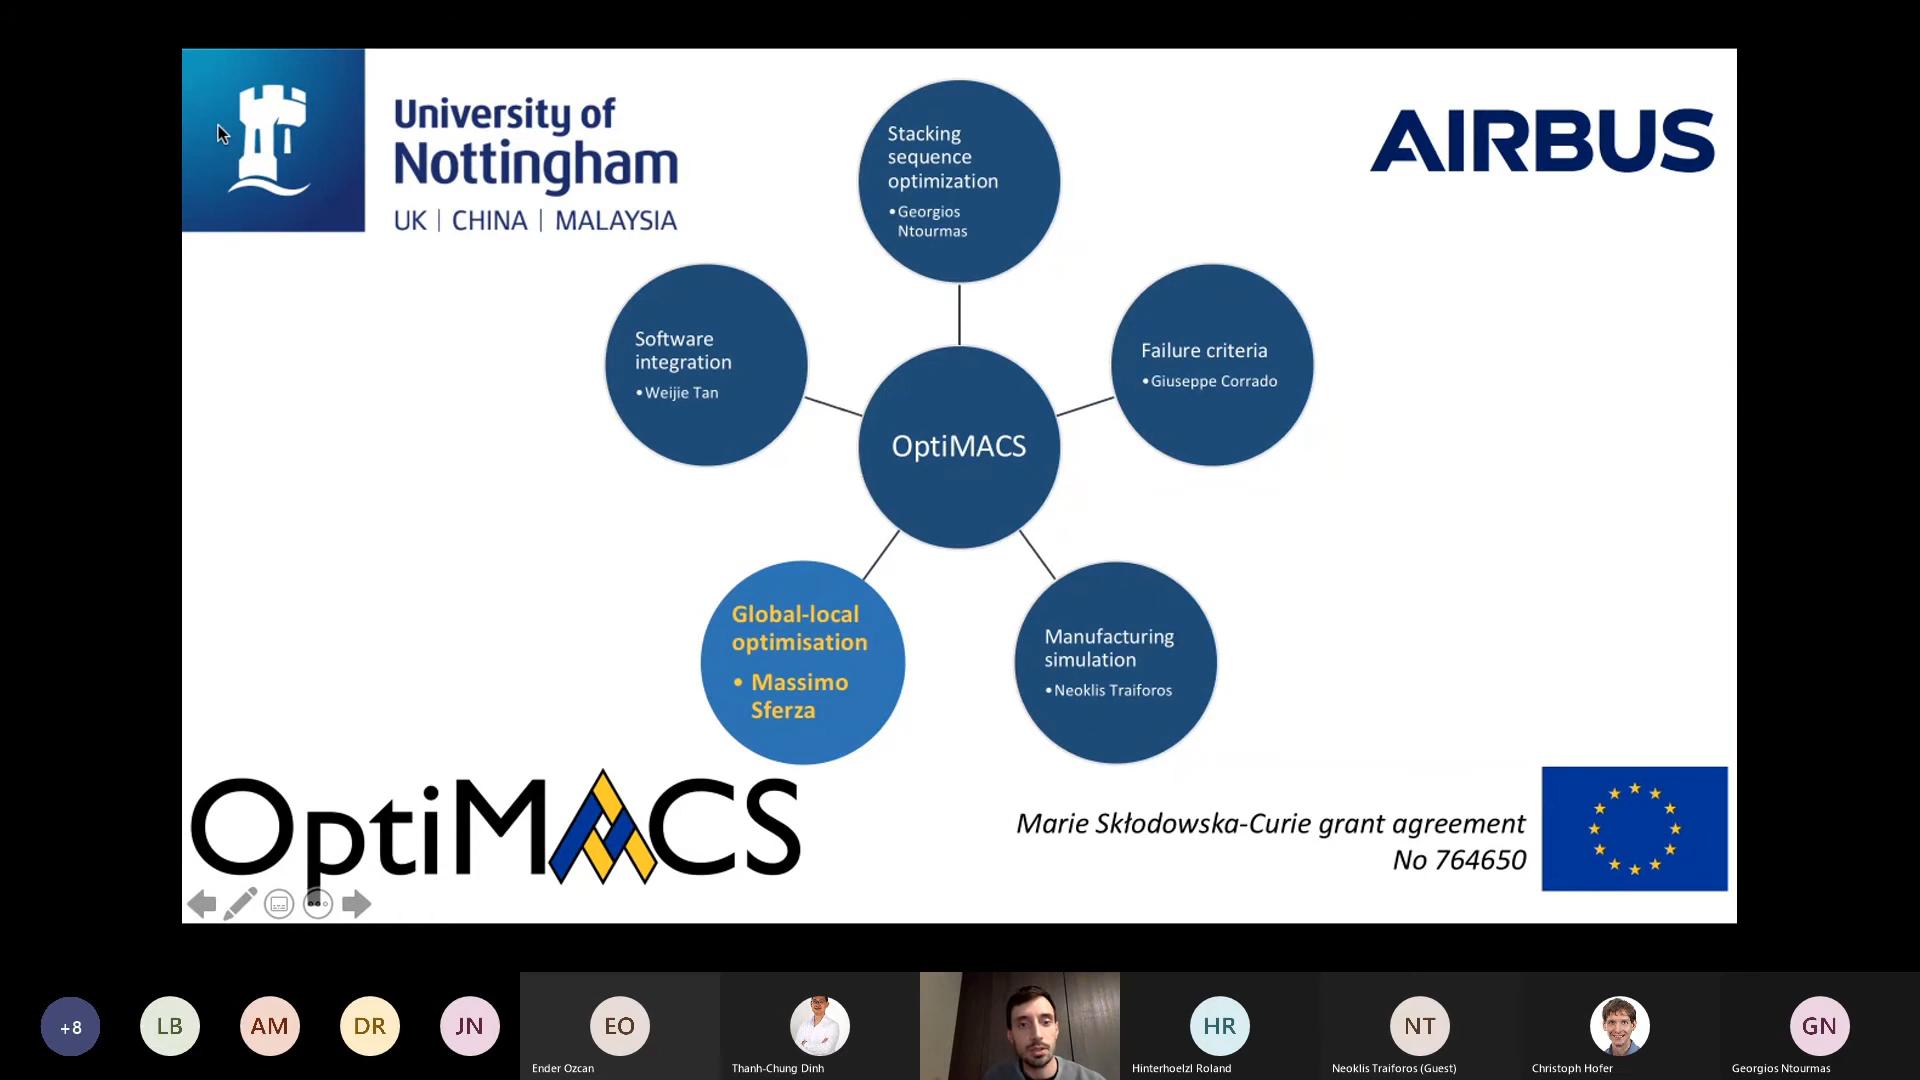 University of
Nottingham
UK | CHINA | MALAYSIA
AIRBUS
Stacking
sequence
optimization
•Georgios
Ntourmas
Software
integration
•Weijie Tan
Failure criteria
•Giuseppe Corrado
OptiMACS
Global-local
optimisation
• Massimo
Sferza
Manufacturing
simulation
•Neoklis Traiforos
OptiMACS
Marie Skłodowska-Curie grant agreement
No 764650
+8
LB
AM
DR
JN
EO
Ender Ozcan
Thanh-Chung Dinh
HR
Hinterhoelzl Roland
NT
Neoklis Traiforos (Guest)
Christoph Hofer
GN
Georgios Ntourmas